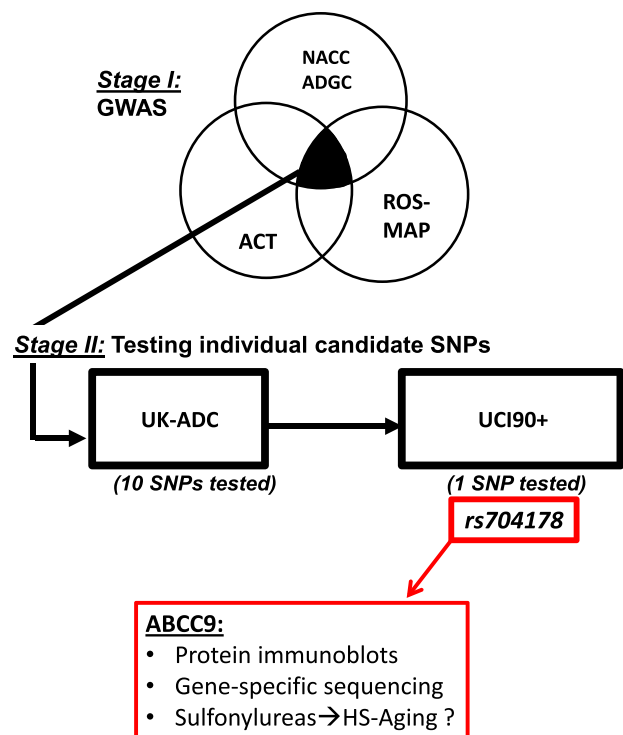 Stage I:
GWAS
NACC
ADGC
ACT
ROS-
MAP
Stage II: Testing individual candidate SNPs
UK-ADC
UCI90+
(10 SNPs tested)
(1 SNP tested)
rs704178
ABCC9:
• Protein immunoblots
• Gene-specific sequencing
• Sulfonylureas→HS-Aging ?